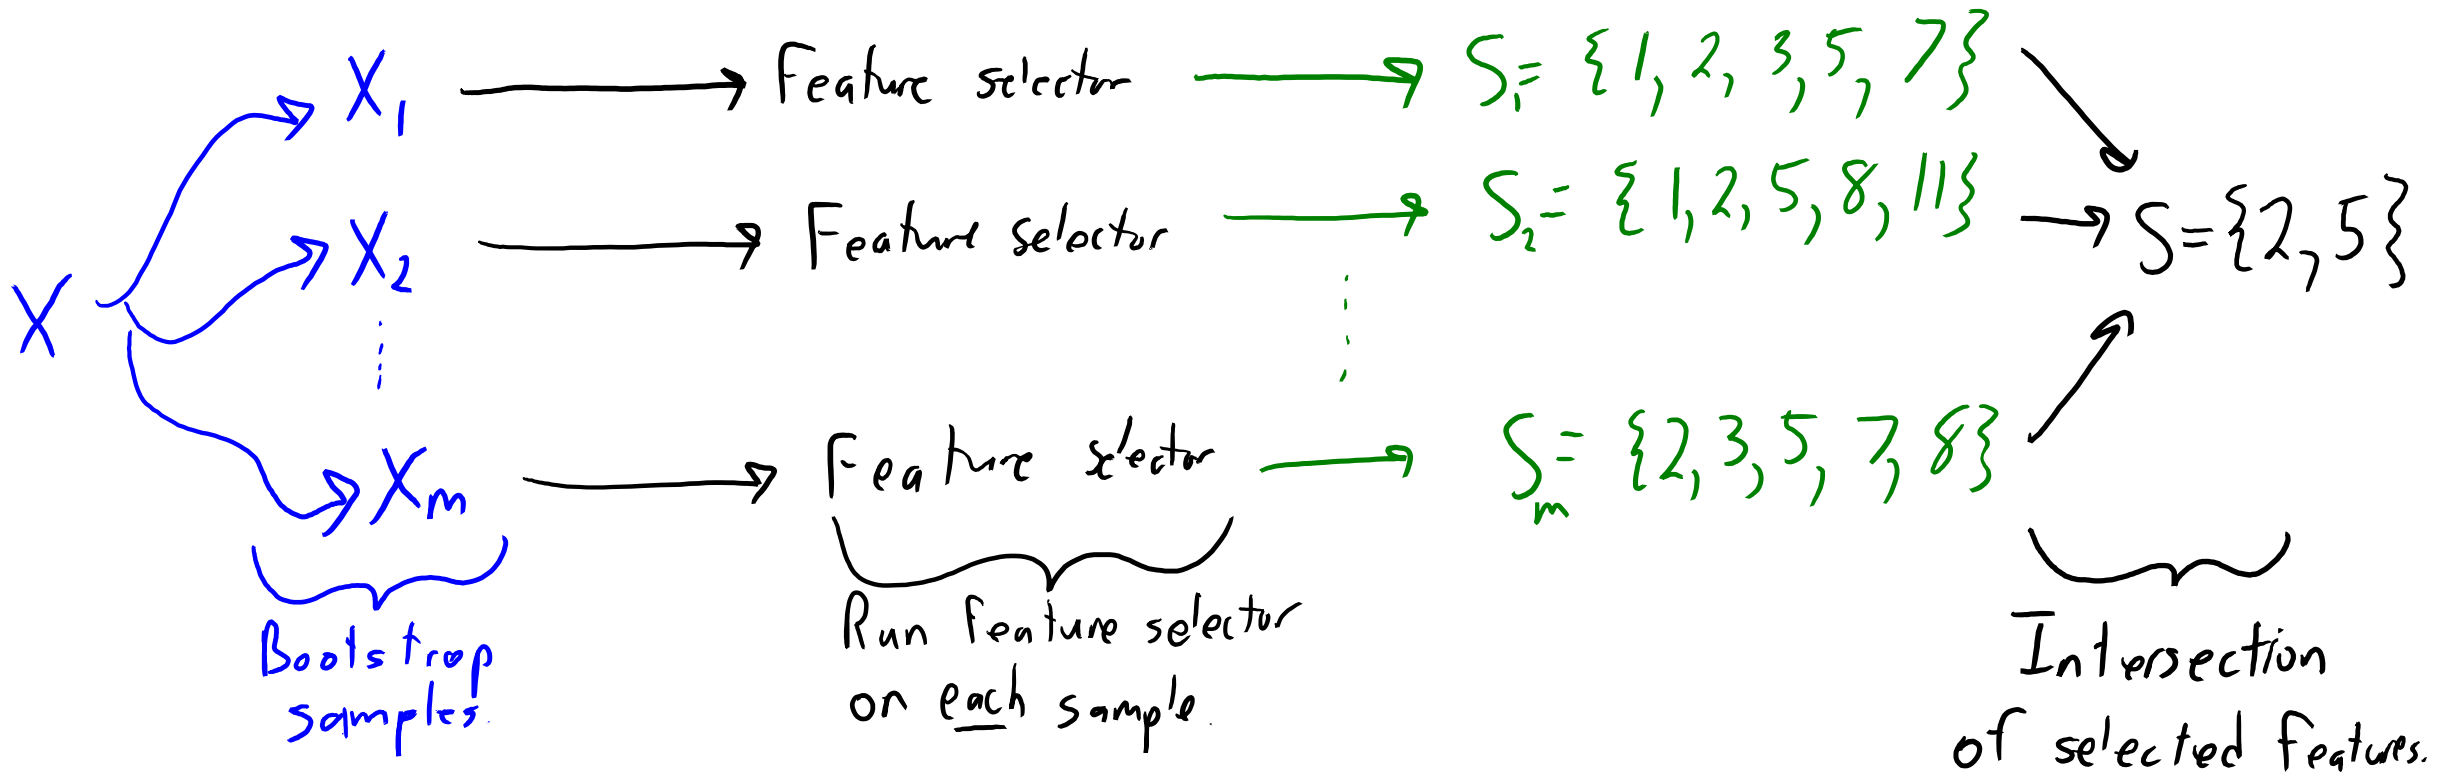 X₁ Feature selector S₁ = {1, 2, 3, 5, 7}
X₂ Feature selector S₂ = {1, 2, 5, 8, 11}
X
S = {2, 5}
Xₘ Feature selector Sₘ = {2, 3, 5, 7, 8}
Bootstrap
samples.
Run feature selector
on each sample.
Intersection
of selected features.